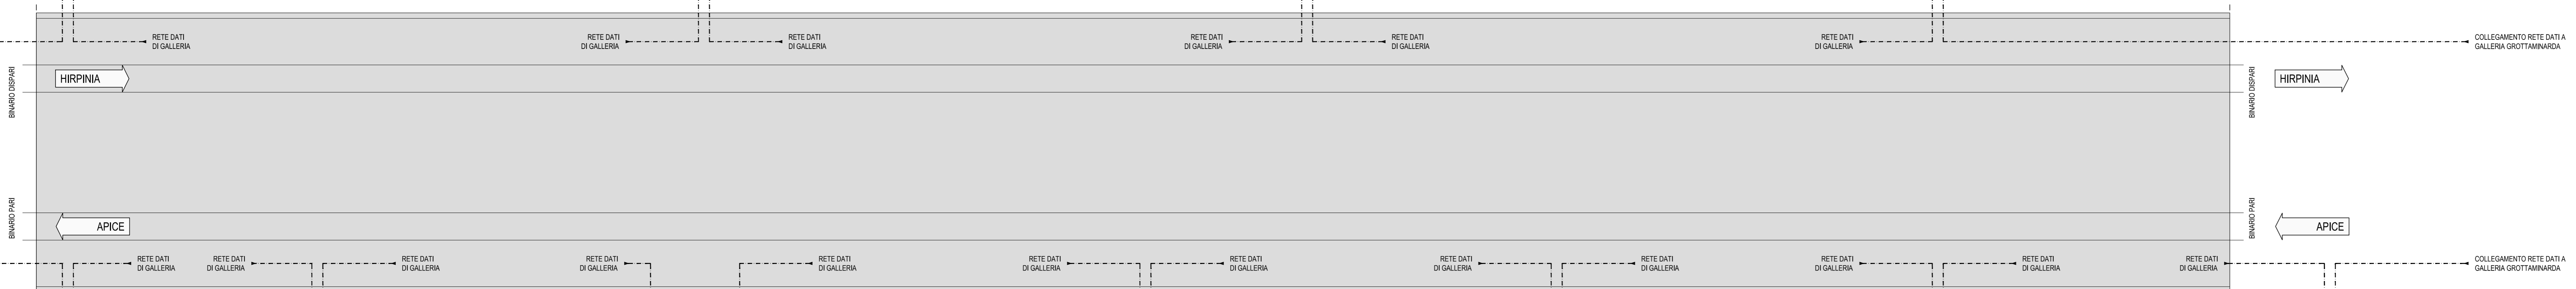 RETE DATI
DI GALLERIA
RETE DATI
DI GALLERIA
RETE DATI
DI GALLERIA
RETE DATI
DI GALLERIA
RETE DATI
DI GALLERIA
RETE DATI
DI GALLERIA
COLLEGAMENTO RETE DATI A
GALLERIA GROTTAMINARDA
BINARIO DISPARI
HIRPINIA
BINARIO DISPARI
HIRPINIA
BINARIO PARI
APICE
BINARIO PARI
APICE
RETE DATI
DI GALLERIA
RETE DATI
DI GALLERIA
RETE DATI
DI GALLERIA
RETE DATI
DI GALLERIA
RETE DATI
DI GALLERIA
RETE DATI
DI GALLERIA
RETE DATI
DI GALLERIA
RETE DATI
DI GALLERIA
RETE DATI
DI GALLERIA
RETE DATI
DI GALLERIA
RETE DATI
DI GALLERIA
RETE DATI
DI GALLERIA
COLLEGAMENTO RETE DATI A
GALLERIA GROTTAMINARDA